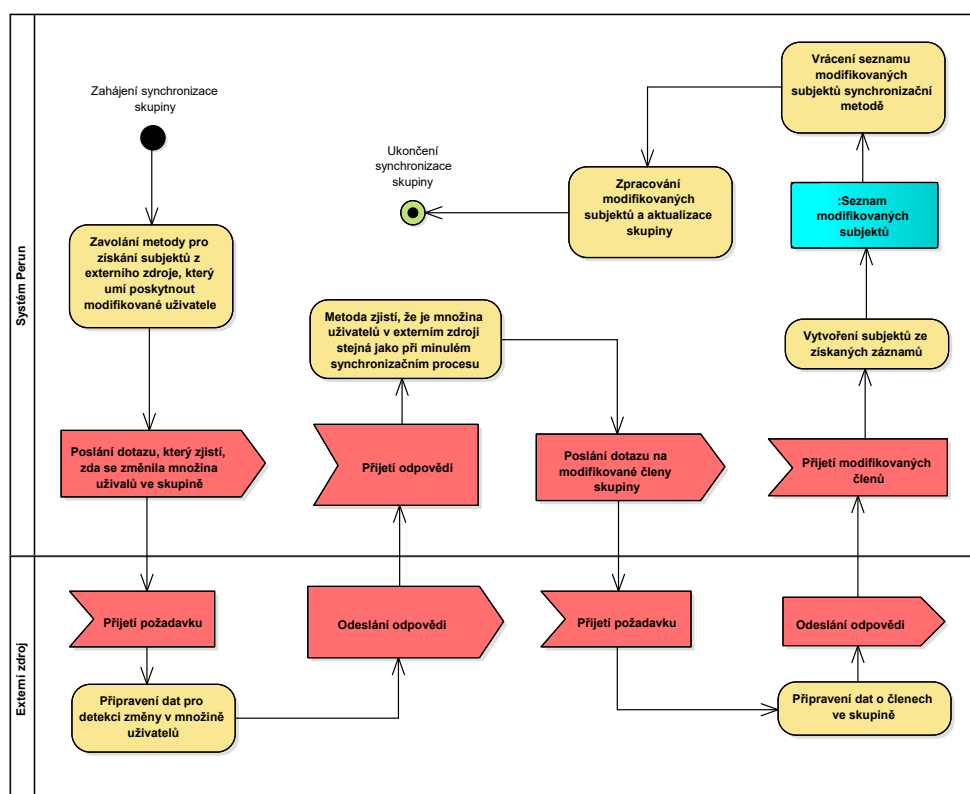 Systém Perun
Zahájení synchronizace
skupiny
Zavolání metody pro
získání subjektů z
externího zdroje, který
umí poskytnout
modifikované uživatele
Poslání dotazu, který zjistí,
zda se změnila množina
uživalů ve skupině
Externí zdroj
Přijetí požadavku
Připravení dat pro
detekci změny v množině
uživatelů
Odeslání odpovědi
Přijetí odpovědi
Metoda zjistí, že je množina
uživatelů v externím zdroji
stejná jako při minulém
synchronizačním procesu
Poslání dotazu na
modifikované členy
skupiny
Přijetí požadavku
Připravení dat o členech
ve skupině
Odeslání odpovědi
Přijetí modifikovaných
členů
Vytvoření subjektů ze
získaných záznamů
:Seznam
modifikovaných
subjektů
Vrácení seznamu
modifikovaných
subjektů synchronizační
metodě
Zpracování
modifikovaných
subjektů a aktualizace
skupiny
Ukončení
synchronizace
skupiny